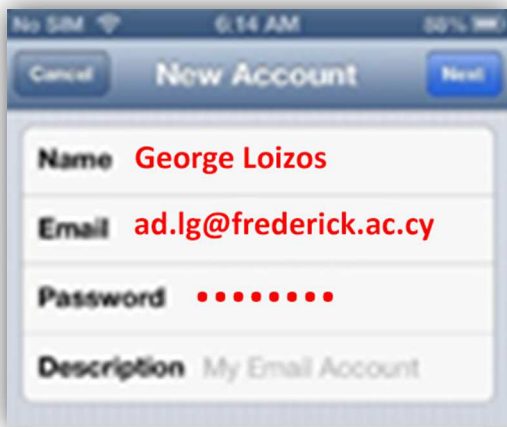 No SIM 6:14 AM 88%
Cancel New Account Next
Name George Loizos
Email ad.lg@frederick.ac.cy
Password ••••••••
Description My Email Account